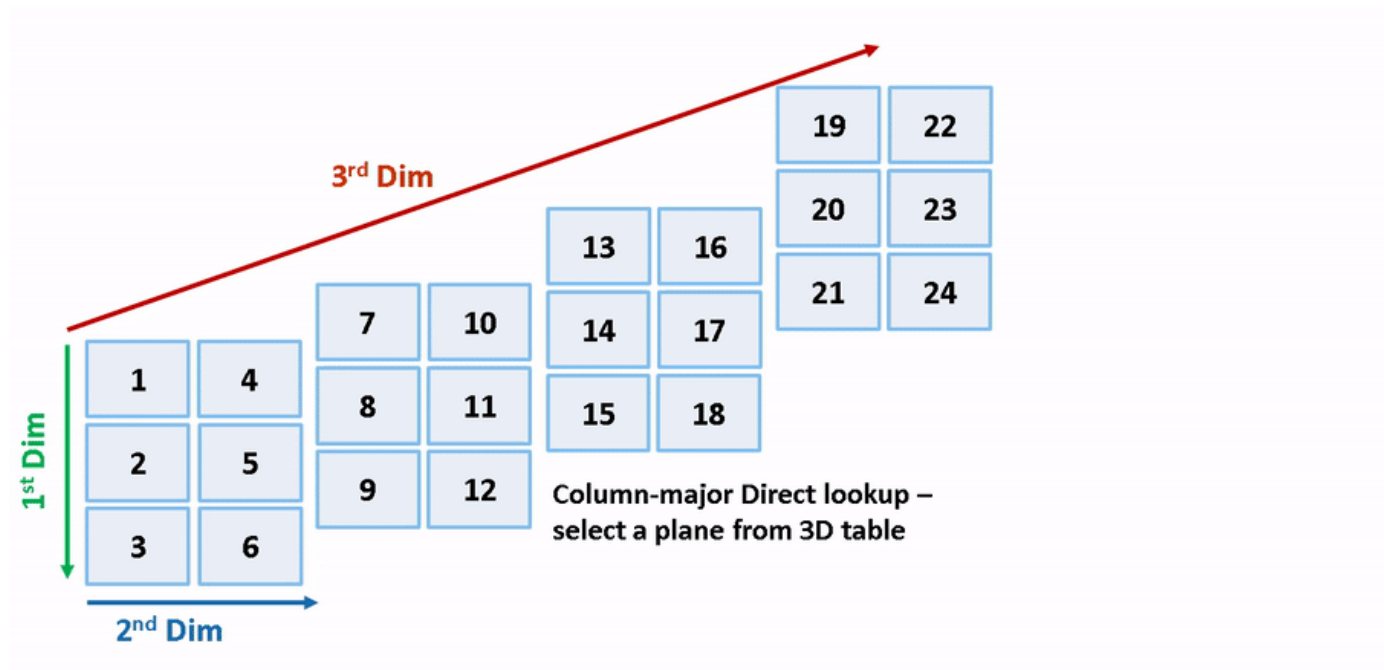 3rd Dim
19 22
20 23
21 24
13 16
14 17
15 18
7 10
8 11
9 12
1 4
2 5
3 6
1st Dim
2nd Dim
Column-major Direct lookup –
select a plane from 3D table